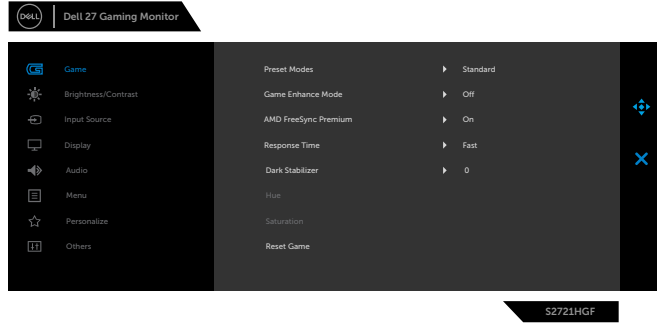 DELL
Dell 27 Gaming Monitor
Game
Preset Modes
Standard
Brightness/Contrast
Game Enhance Mode
Off
Input Source
AMD FreeSync Premium
On
Display
Response Time
Fast
Audio
Dark Stabilizer
0
Menu
Hue
Personalize
Saturation
Others
Reset Game
S2721HGF